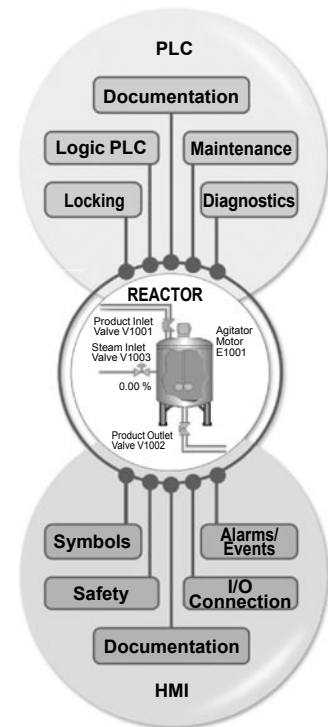 PLC
Documentation
Logic PLC
Maintenance
Locking
Diagnostics
REACTOR
Product Inlet
Valve V1001
Agitator
Motor
E1001
Steam Inlet
Valve V1003
0.00 %
Product Outlet
Valve V1002
Symbols
Alarms/
Events
Safety
I/O
Connection
Documentation
HMI